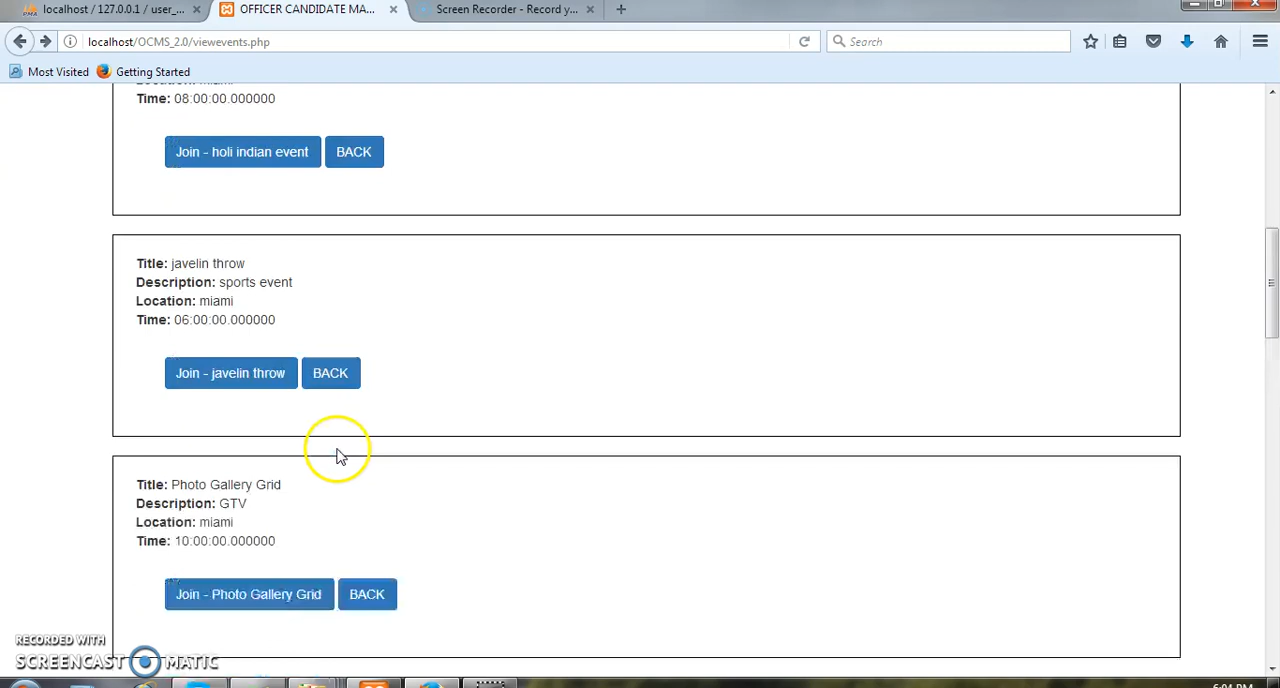 localhost / 127.0.0.1 / user_...
OFFICER CANDIDATE MA...
Screen Recorder - Record y...
localhost/OCMS_2.0/viewevents.php
Search
Most Visited
Getting Started
Time: 08:00:00.000000
Join - holi indian event
BACK
Title: javelin throw
Description: sports event
Location: miami
Time: 06:00:00.000000
Join - javelin throw
BACK
Title: Photo Gallery Grid
Description: GTV
Location: miami
Time: 10:00:00.000000
Join - Photo Gallery Grid
BACK
RECORDED WITH
SCREENCAST MATIC